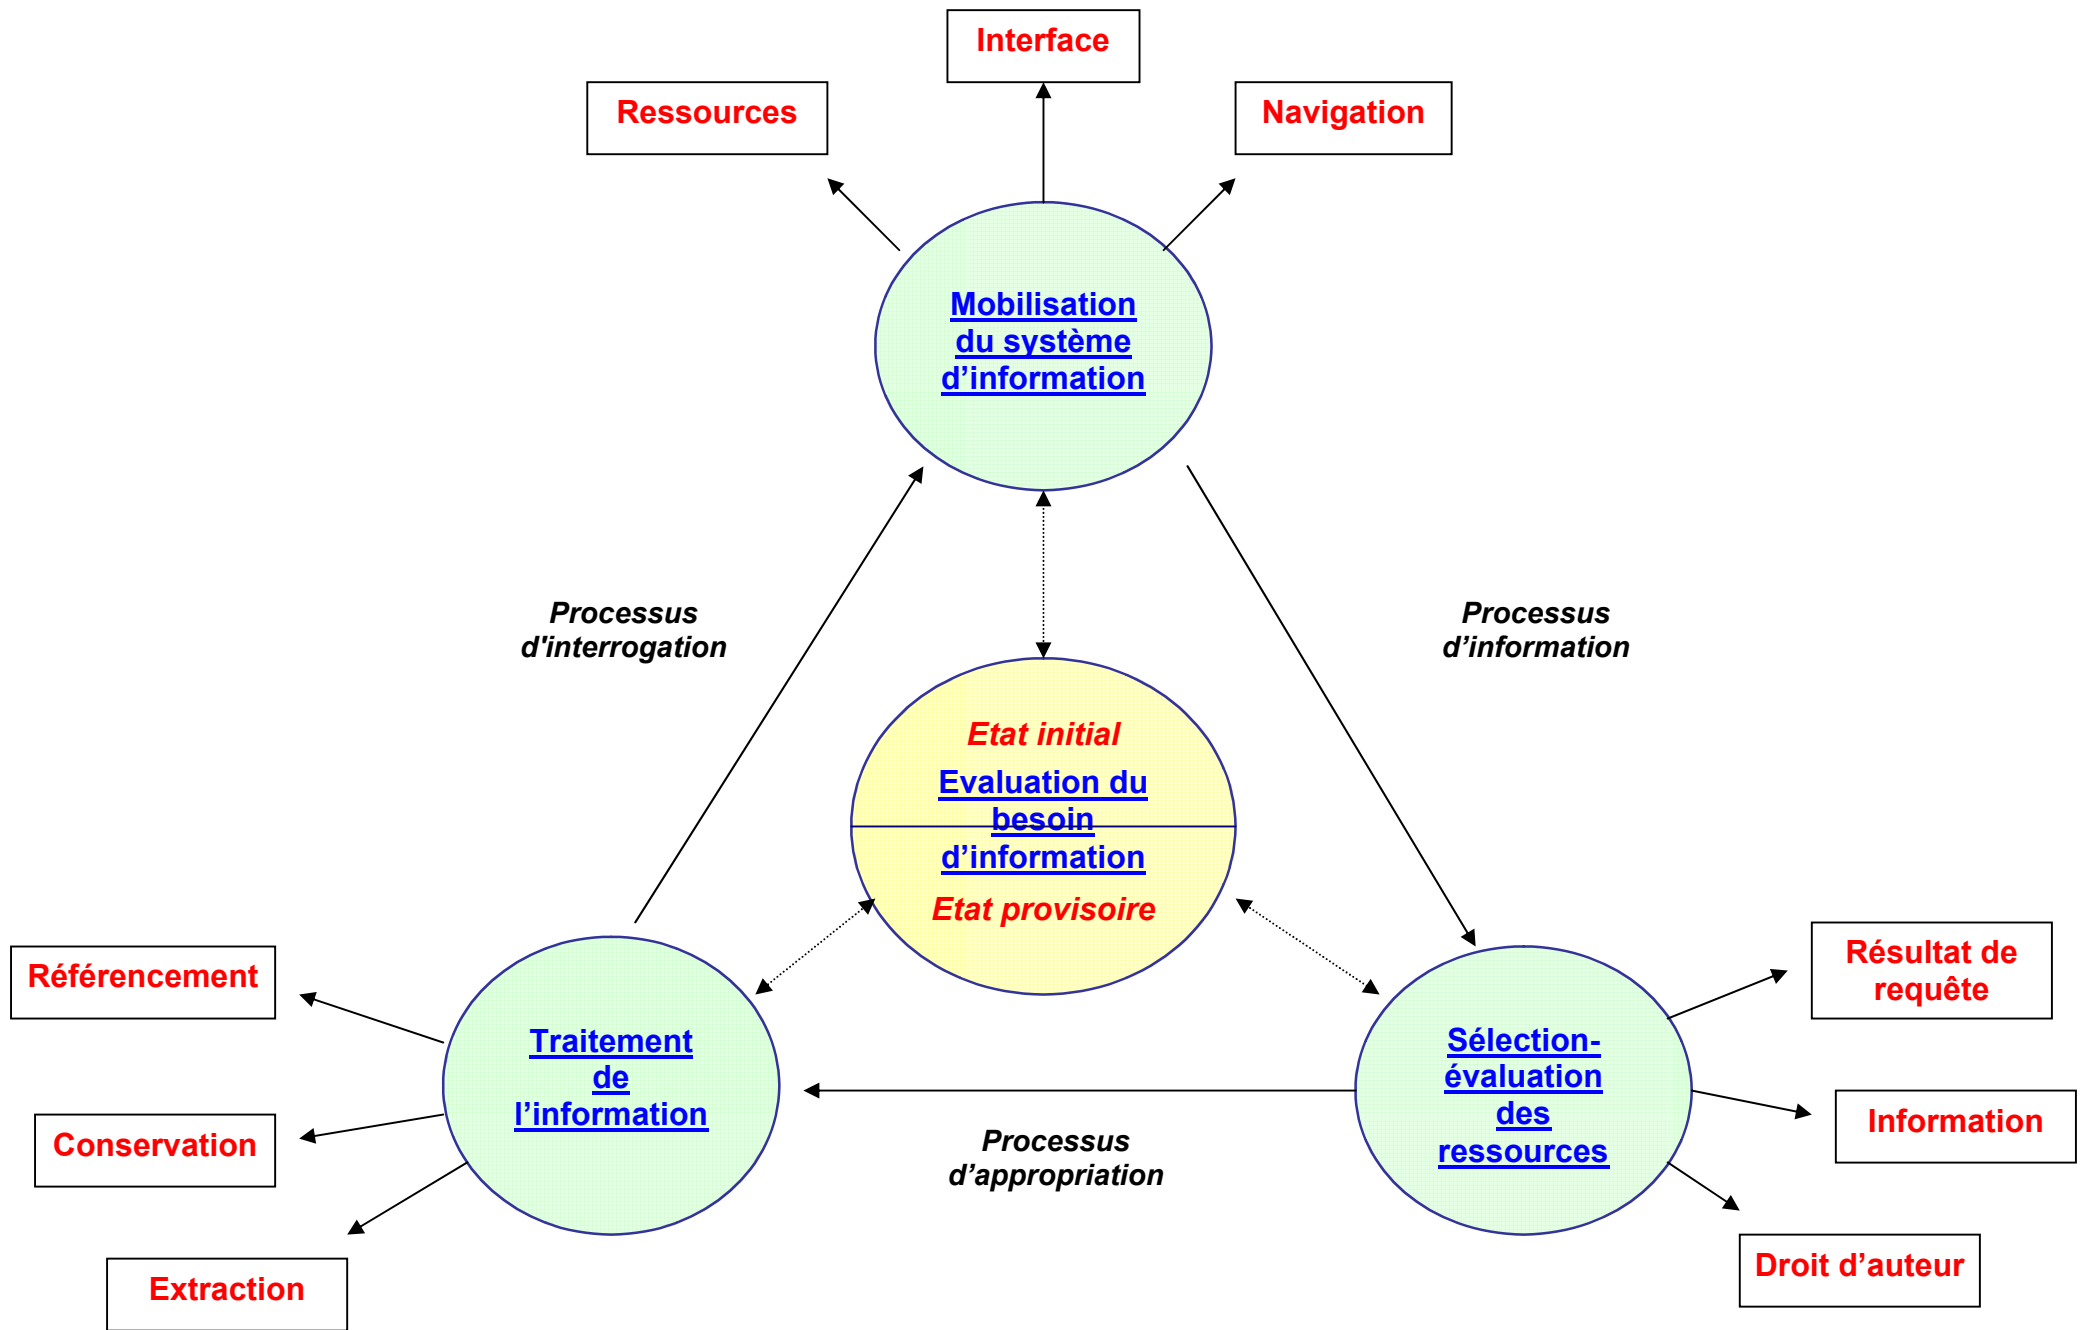 Interface
Ressources
Navigation
Mobilisation
du système
d’information
Processus
d'interrogation
Processus
d’information
Etat initial
Evaluation du
besoin
d’information
Etat provisoire
Référencement
Conservation
Extraction
Traitement
de
l’information
Processus
d’appropriation
Sélection-
évaluation
des
ressources
Résultat de
requête
Information
Droit d’auteur